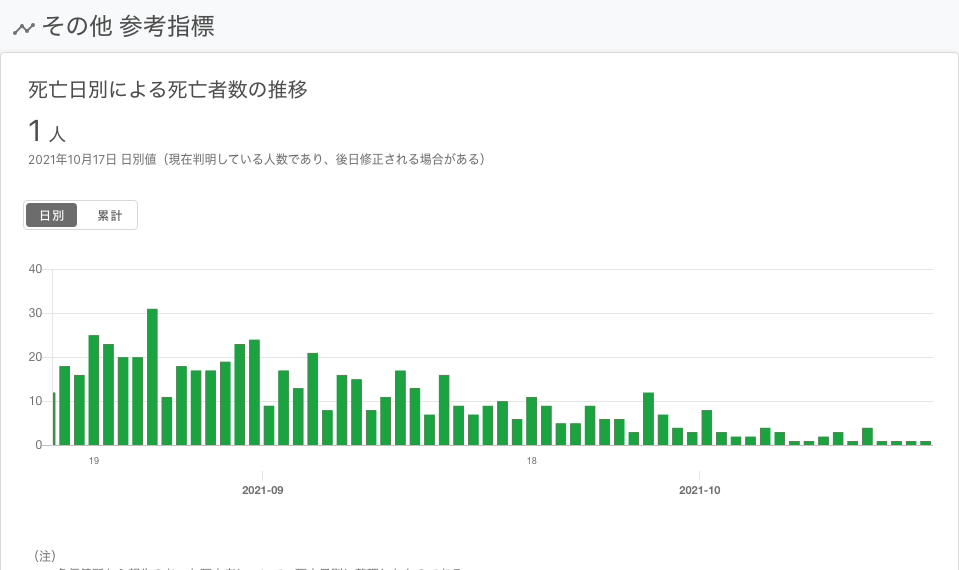 その他 参考指標
死亡日別による死亡者数の推移
1 人
2021年10月17日 日別値（現在判明している人数であり、後日修正される場合がある）
日別 累計
40
30
20
10
0
19 18
2021-09 2021-10
（注）